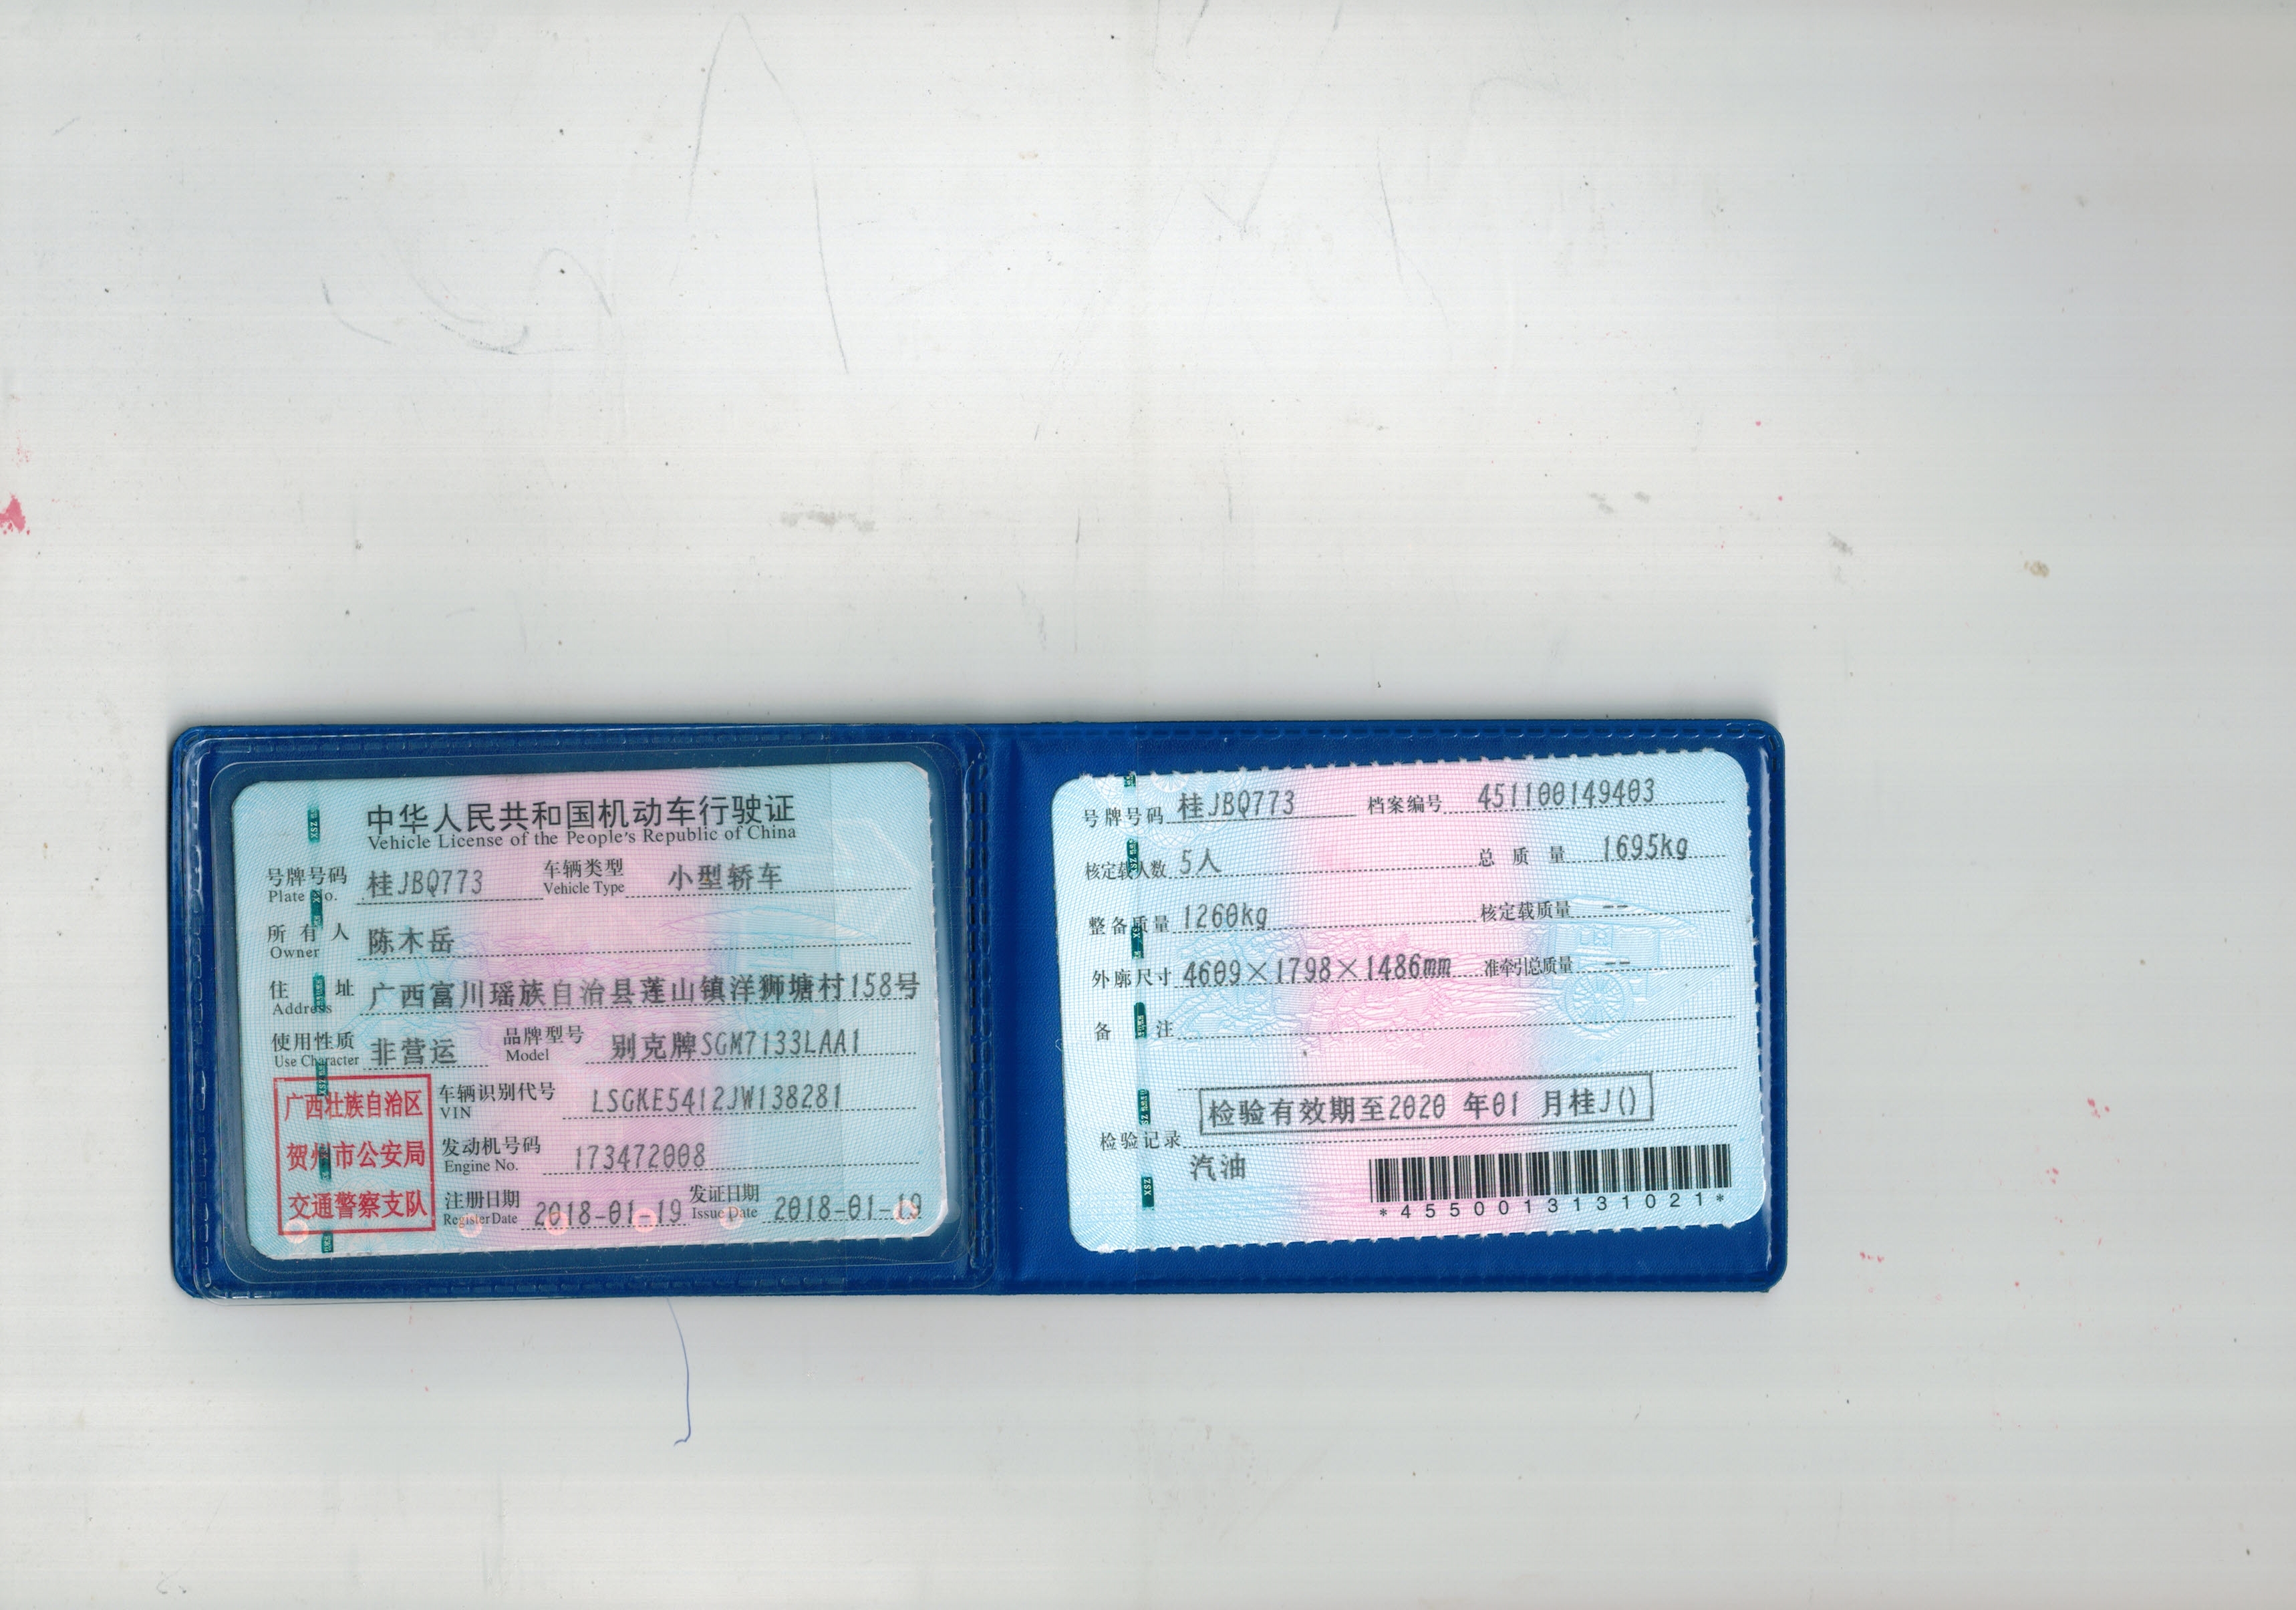 中华人民共和国机动车行驶证
Vehicle License of the People's Republic of China
号牌号码 桂JBQ773 车辆类型 小型轿车
Plate No. Vehicle Type
所有人 陈木岳
Owner
住址 广西富川瑶族自治县莲山镇洋狮塘村158号
Address
使用性质 非营运 品牌型号 别克牌SGM7133LAA1
Use Character Model
广西壮族自治区
贺州市公安局
交通警察支队
车辆识别代号 LSGKE5412JW138281
VIN
发动机号码 173472008
Engine No.
注册日期 2018-01-19 发证日期 2018-01-19
Register Date Issue Date
号牌号码 桂JBQ773 档案编号 451100149403
核定载人数 5人 总质量 1695kg
整备质量 1260kg 核定载质量 --
外廓尺寸 4609×1798×1486mm 准牵引总质量 --
备注
检验有效期至2020 年01 月桂J()
检验记录
汽油
*4550013131021*